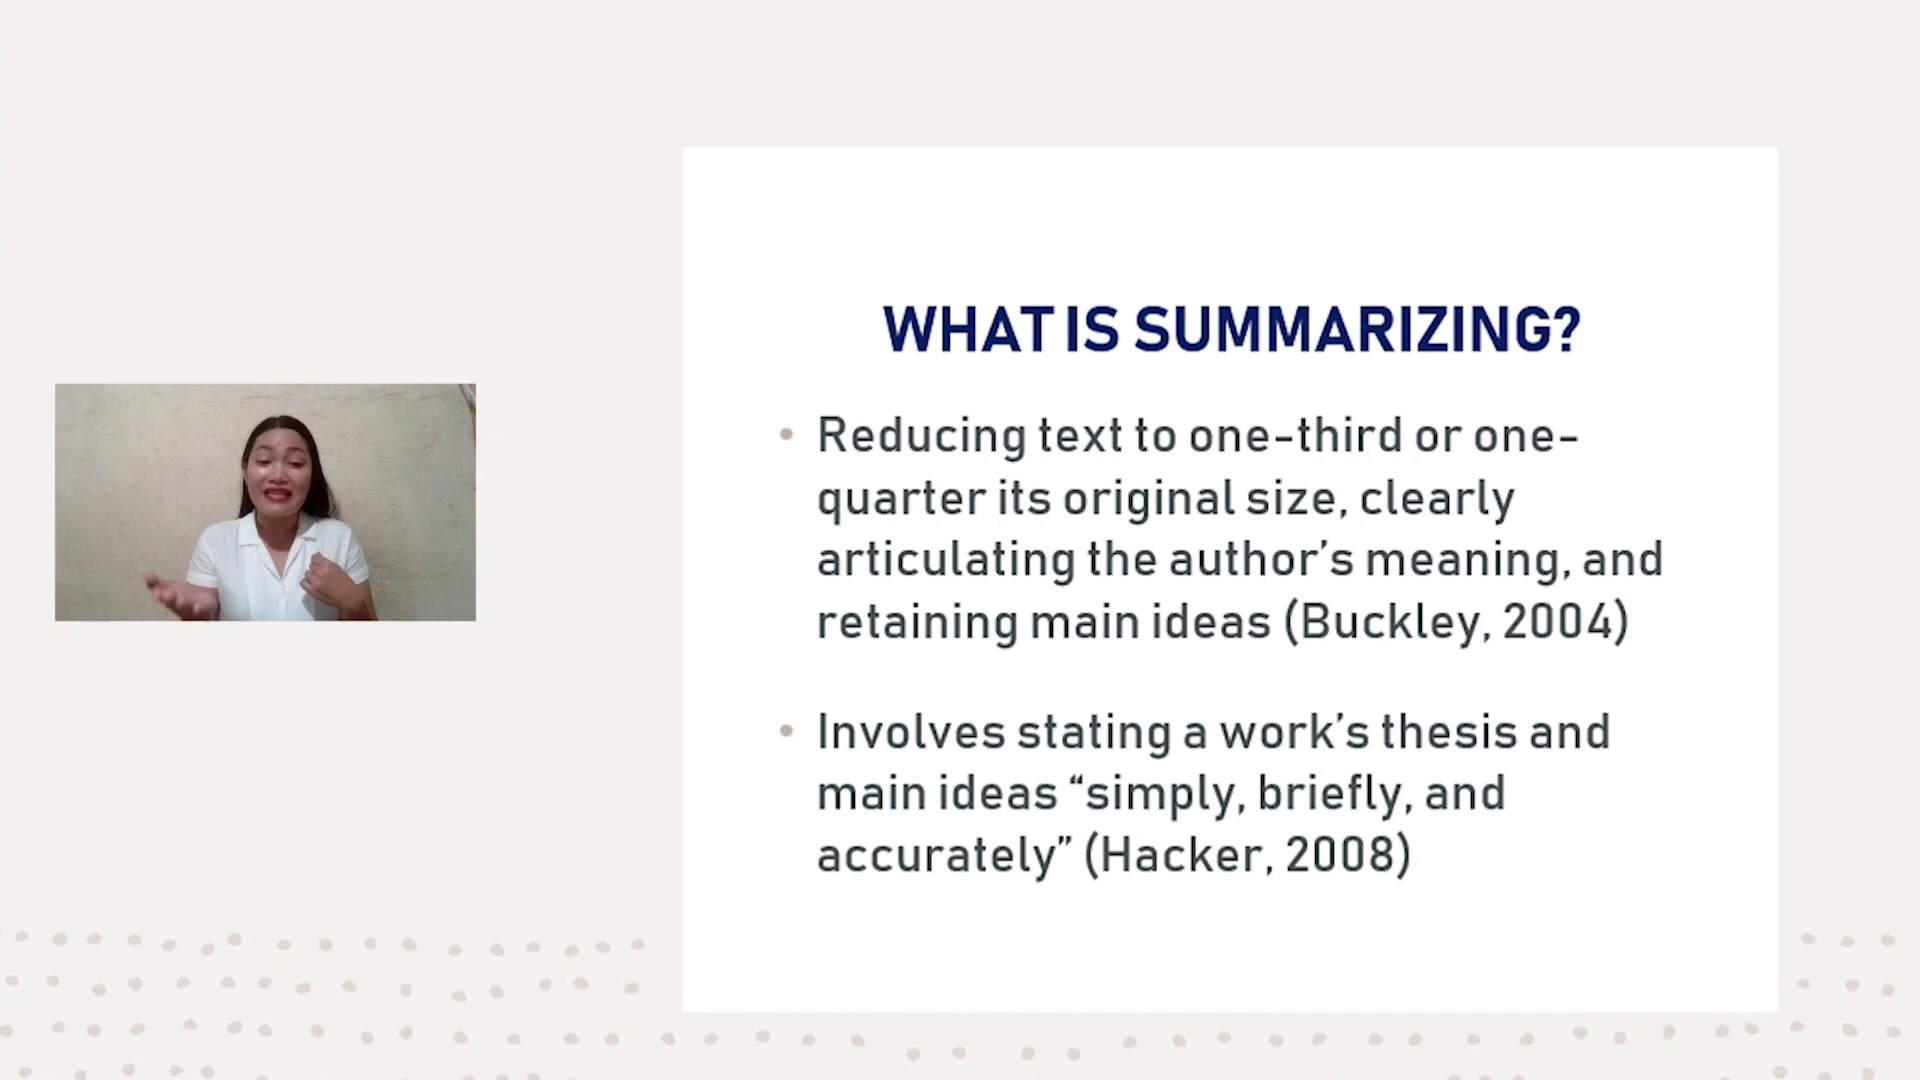 WHAT IS SUMMARIZING?
• Reducing text to one-third or one-
quarter its original size, clearly
articulating the author’s meaning, and
retaining main ideas (Buckley, 2004)
• Involves stating a work’s thesis and
main ideas “simply, briefly, and
accurately” (Hacker, 2008)